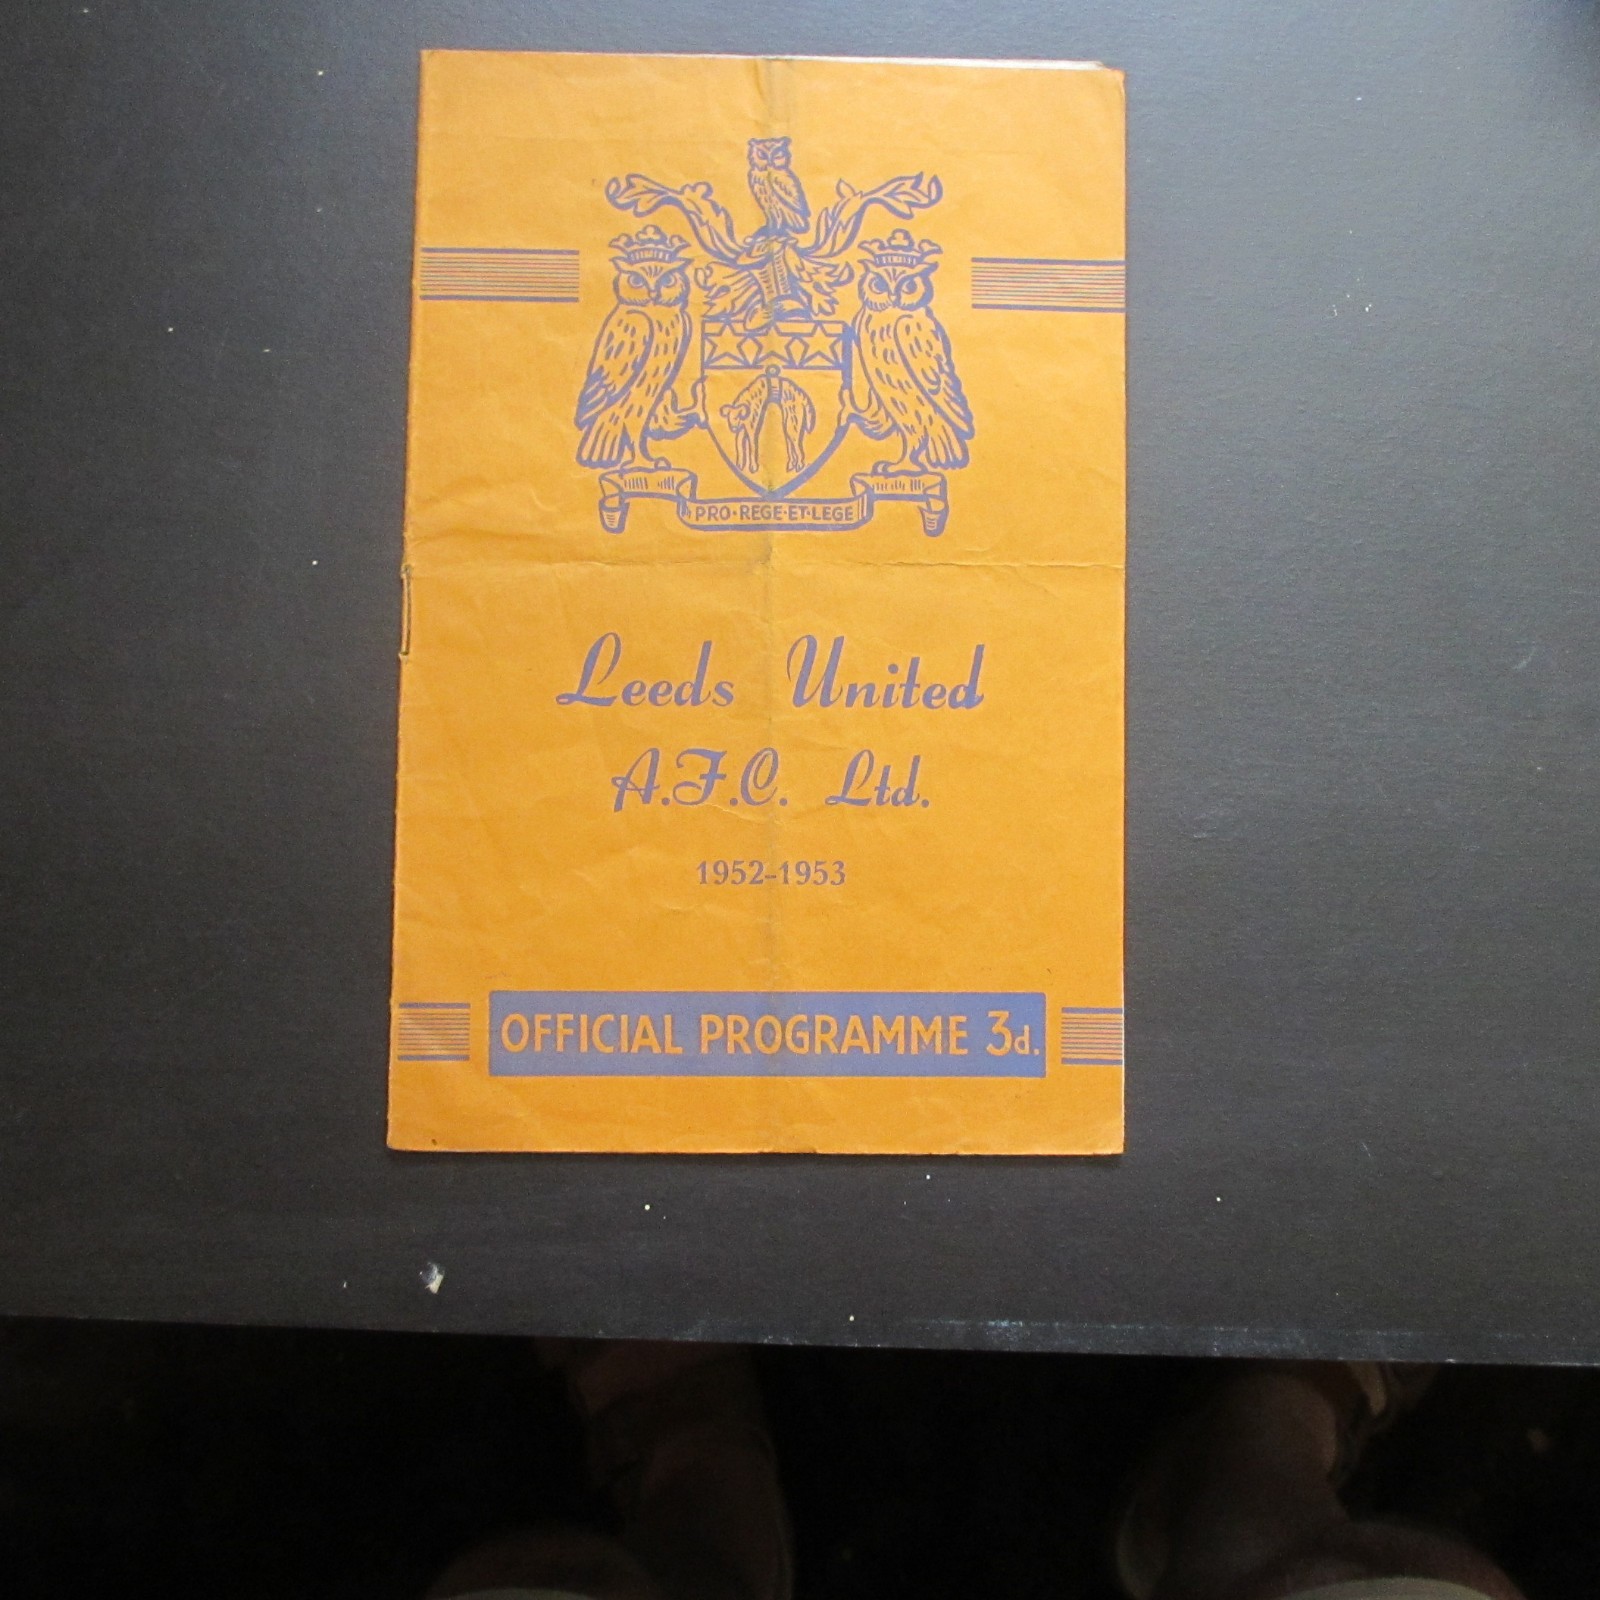 PRO·REGE·ET·LEGE
Leeds United
A.F.C. Ltd.
1952-1953
OFFICIAL PROGRAMME 3d.